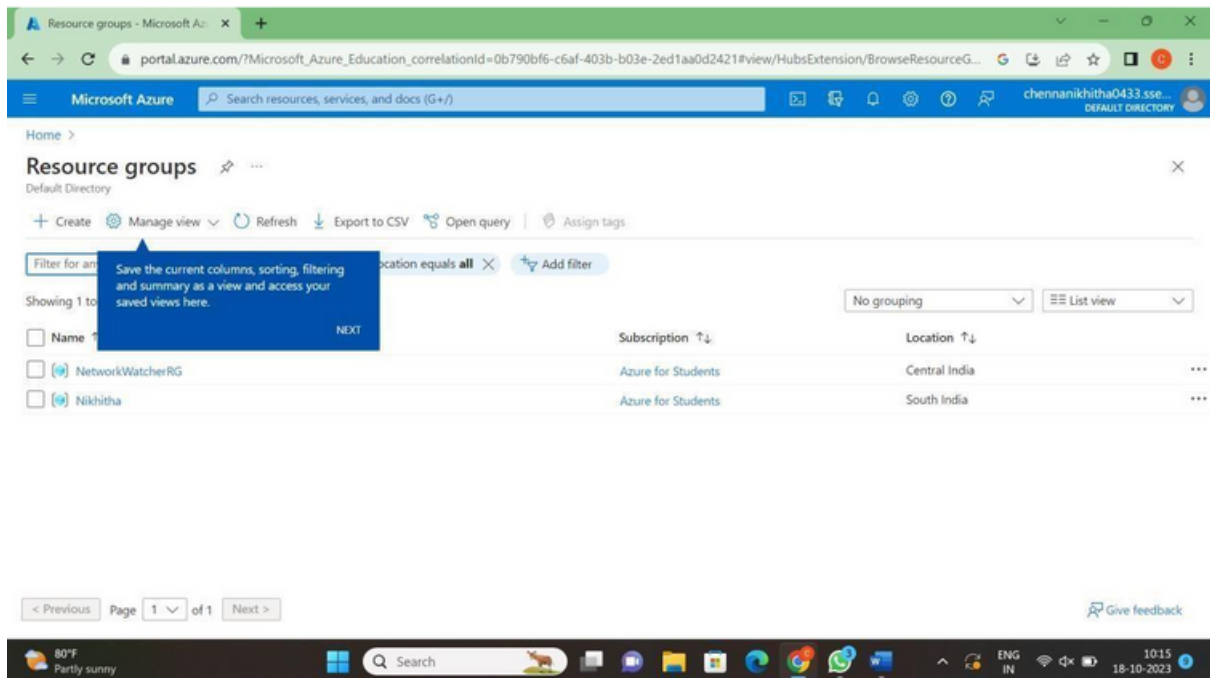 Resource groups - Microsoft Az
portal.azure.com/?Microsoft_Azure_Education_correlationId=0b790bf6-c6af-403b-b03e-2ed1aa0d2421#view/HubsExtension/BrowseResourceG...
Microsoft Azure
Search resources, services, and docs (G+/)
chennanikhitha0433.sse...
DEFAULT DIRECTORY
Home >
Resource groups
Default Directory
Create Manage view Refresh Export to CSV Open query Assign tags
Filter for an
ocation equals all
Add filter
Save the current columns, sorting, filtering
and summary as a view and access your
saved views here.
NEXT
Showing 1 to
No grouping List view
Name Subscription Location
NetworkWatcherRG Azure for Students Central India
Nikhitha Azure for Students South India
< Previous Page 1 of 1 Next >
Give feedback
80°F
Partly sunny
Search
ENG
IN
10:15
18-10-2023